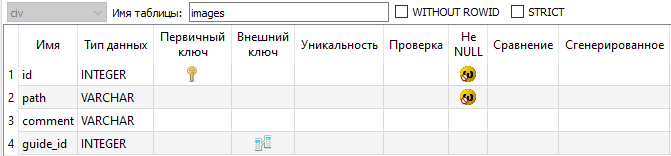 civ Имя таблицы: images WITHOUT ROWID STRICT
Имя Тип данных Первичный ключ Внешний ключ Уникальность Проверка Не NULL Сравнение Сгенерированное
1 id INTEGER
2 path VARCHAR
3 comment VARCHAR
4 guide_id INTEGER